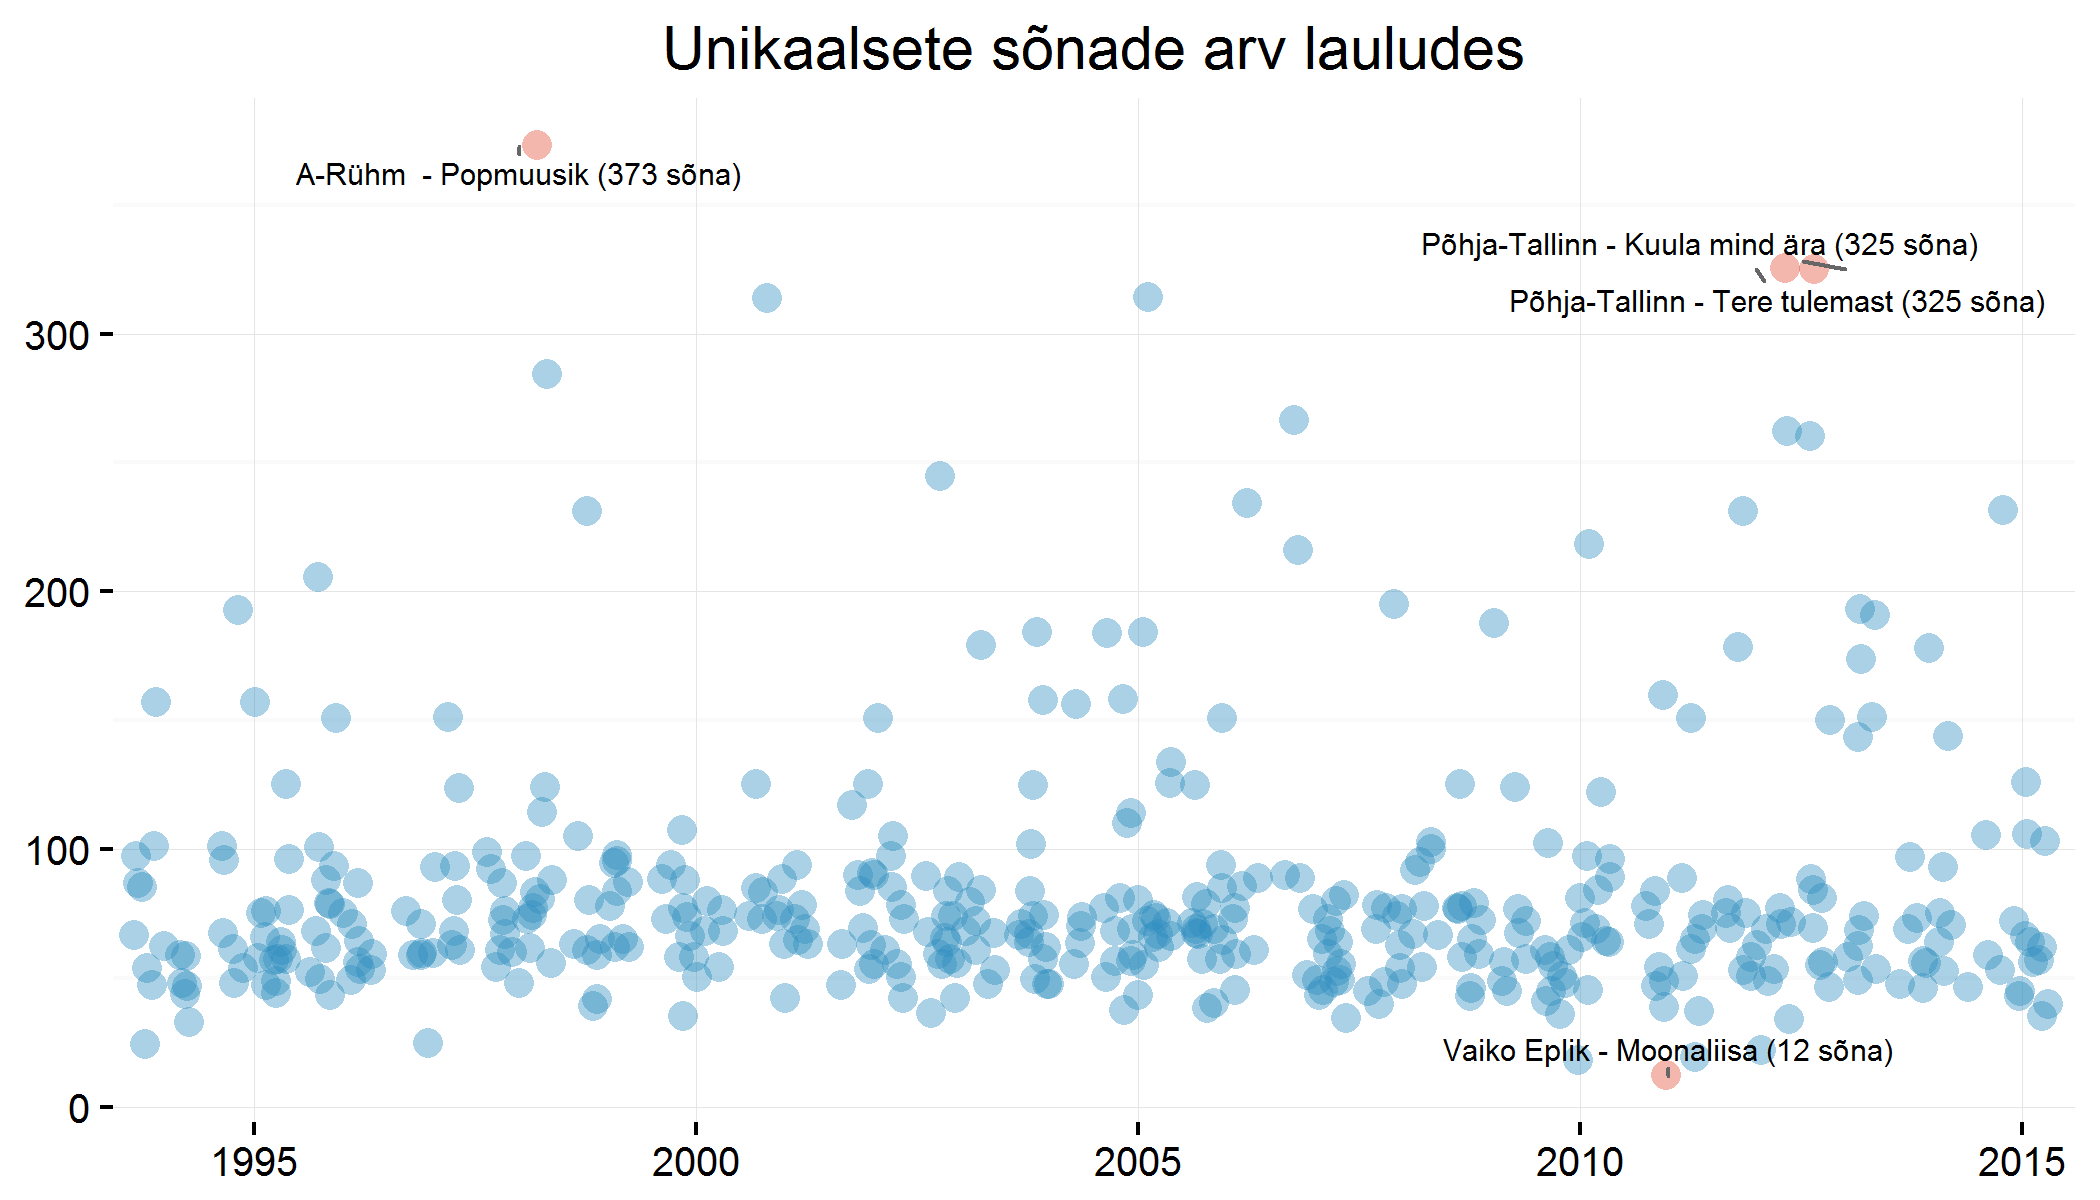 Unikaalsete sõnade arv lauludes
A-Rühm  - Popmuusik (373 sõna)
Põhja-Tallinn - Kuula mind ära (325 sõna)
Põhja-Tallinn - Tere tulemast (325 sõna)
300
200
100
Vaiko Eplik - Moonaliisa (12 sõna)
0
1995 2000 2005 2010 2015